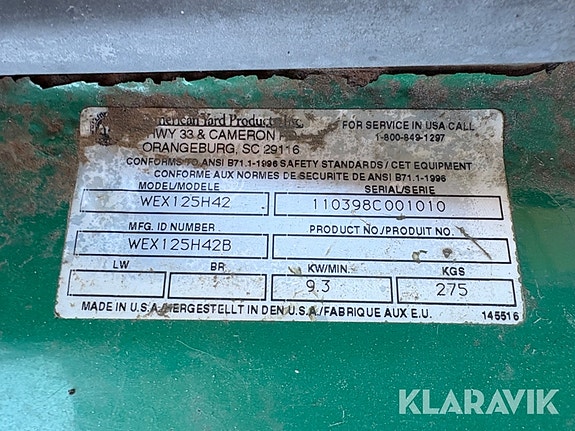 American Yard Products, Inc.
HWY 33 & CAMERON
ORANGEBURG, SC 29116
FOR SERVICE IN USA CALL
1-800-849-1297
CONFORMS TO ANSI B71.1-1996 SAFETY STANDARDS / CET EQUIPMENT
CONFORME AUX NORMES DE SECURITE DE ANSI B71.1-1996
MODEL/MODELE SERIAL/SERIE
WEX125H42 110398C001010
MFG. ID NUMBER PRODUCT NO./PRODUIT NO.
WEX125H42B
LW BR KW/MIN. KGS
9.3 275
MADE IN U.S.A./HERGESTELLT IN DEN U.S.A./FABRIQUE AUX E.U.
145516
KLARAVIK